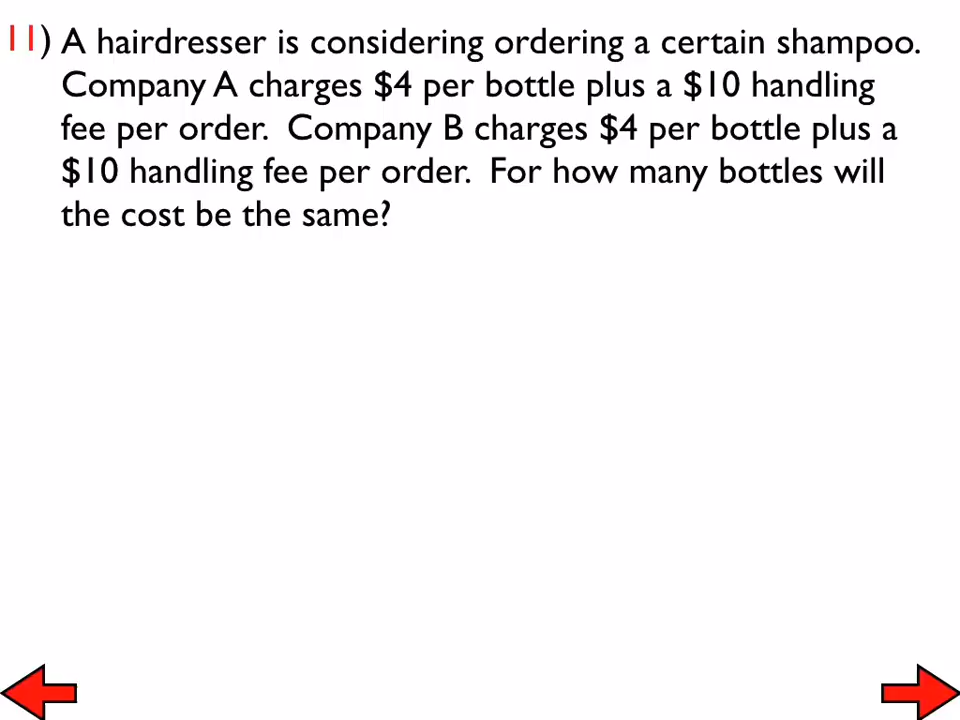 11) A hairdresser is considering ordering a certain shampoo.
Company A charges $4 per bottle plus a $10 handling
fee per order. Company B charges $4 per bottle plus a
$10 handling fee per order. For how many bottles will
the cost be the same?